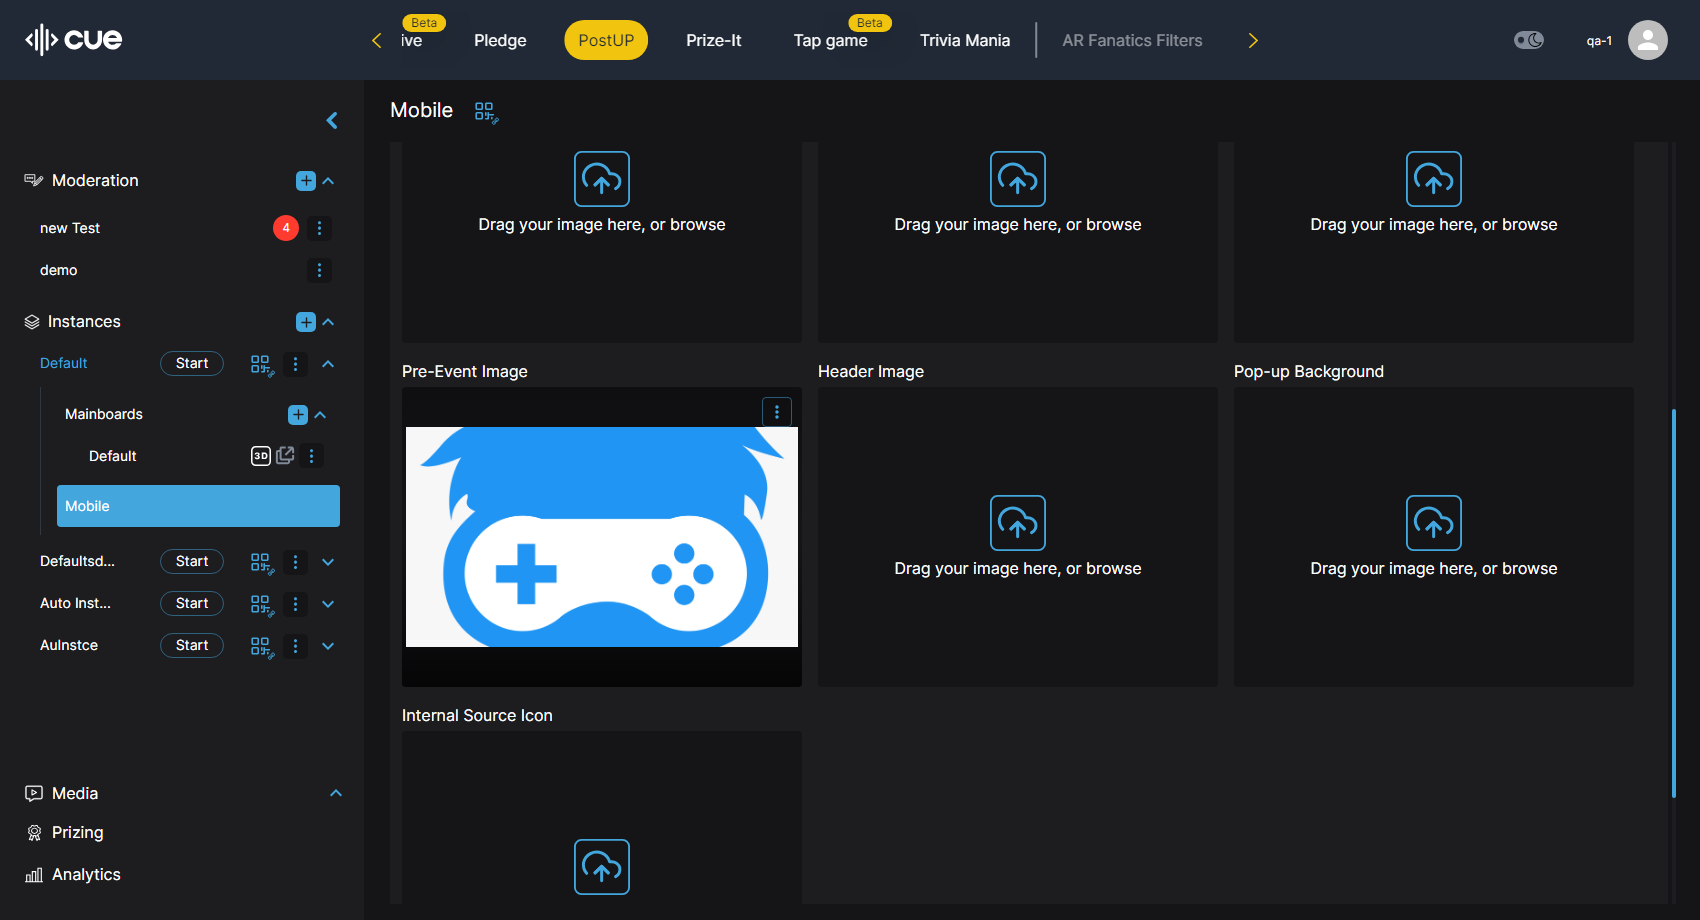 cue
Beta
ive
Pledge
PostUP
Prize-It
Beta
Tap game
Trivia Mania
AR Fanatics Filters
qa-1
Mobile
Moderation
new Test
4
demo
Instances
Default
Start
Mainboards
Default
3D
Mobile
Defaultsd...
Start
Auto Inst...
Start
AuInstce
Start
Media
Prizing
Analytics
Drag your image here, or browse
Drag your image here, or browse
Drag your image here, or browse
Pre-Event Image
Header Image
Pop-up Background
Drag your image here, or browse
Drag your image here, or browse
Internal Source Icon